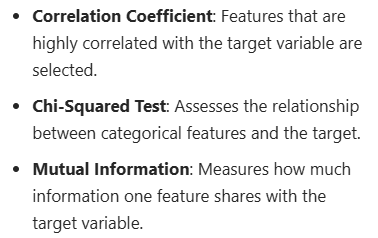 • Correlation Coefficient: Features that are
highly correlated with the target variable are
selected.
• Chi-Squared Test: Assesses the relationship
between categorical features and the target.
• Mutual Information: Measures how much
information one feature shares with the
target variable.